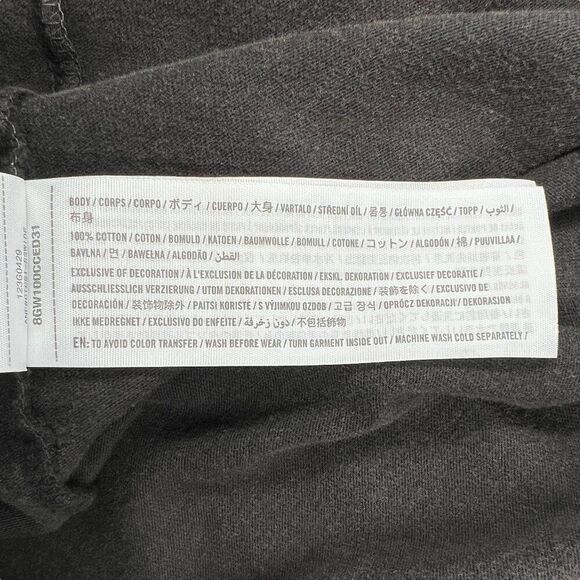 BODY / CORPS / CORPO / ボディ / CUERPO / 大身 / VARTALO / STŘEDNÍ DÍL / 몸통 / GŁÓWNA CZĘŚĆ / TOPP / الثوب /
布身
100% COTTON / COTON / BOMULD / KATOEN / BAUMWOLLE / BOMULL / COTONE / コットン / ALGODÓN / 棉 / PUUVILLAA /
BAVLNA / 면 / BAWEŁNA / ALGODÃO / القطن /
EXCLUSIVE OF DECORATION / À L'EXCLUSION DE LA DÉCORATION / EKSKL. DEKORATION / EXCLUSIEF DECORATIE /
AUSSCHLIESSLICH VERZIERUNG / UTOM DEKORATIONEN / ESCLUSA DECORAZIONE / 装飾を除く / EXCLUSIVO DE
DECORACIÓN / 装饰物除外 / PAITSI KORISTE / S VÝJIMKOU OZDOB / 고급 장식 / OPRÓCZ DEKORACJI / DEKORASJON
IKKE MEDREGNET / EXCLUSIVO DO ENFEITE / دون زخرفة / 不包括飾物
EN: TO AVOID COLOR TRANSFER / WASH BEFORE WEAR / TURN GARMENT INSIDE OUT / MACHINE WASH COLD SEPARATELY /
123G0429
8GW100CCED31